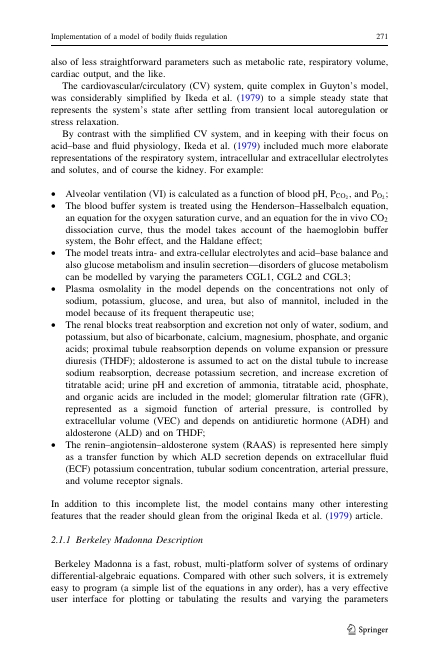 Implementation of a model of bodily fluids regulation 271
also of less straightforward parameters such as metabolic rate, respiratory volume,
cardiac output, and the like.
The cardiovascular/circulatory (CV) system, quite complex in Guyton's model,
was considerably simplified by Ikeda et al. (1979) to a simple steady state that
represents the system's state after settling from transient local autoregulation or
stress relaxation.
By contrast with the simplified CV system, and in keeping with their focus on
acid–base and fluid physiology, Ikeda et al. (1979) included much more elaborate
representations of the respiratory system, intracellular and extracellular electrolytes
and solutes, and of course the kidney. For example:
• Alveolar ventilation (VI) is calculated as a function of blood pH, PCO2, and PO2;
• The blood buffer system is treated using the Henderson–Hasselbalch equation,
an equation for the oxygen saturation curve, and an equation for the in vivo CO2
dissociation curve, thus the model takes account of the haemoglobin buffer
system, the Bohr effect, and the Haldane effect;
• The model treats intra- and extra-cellular electrolytes and acid–base balance and
also glucose metabolism and insulin secretion—disorders of glucose metabolism
can be modelled by varying the parameters CGL1, CGL2 and CGL3;
• Plasma osmolality in the model depends on the concentrations not only of
sodium, potassium, glucose, and urea, but also of mannitol, included in the
model because of its frequent therapeutic use;
• The renal blocks treat reabsorption and excretion not only of water, sodium, and
potassium, but also of bicarbonate, calcium, magnesium, phosphate, and organic
acids; proximal tubule reabsorption depends on volume expansion or pressure
diuresis (THDF); aldosterone is assumed to act on the distal tubule to increase
sodium reabsorption, decrease potassium secretion, and increase excretion of
titratable acid; urine pH and excretion of ammonia, titratable acid, phosphate,
and organic acids are included in the model; glomerular filtration rate (GFR),
represented as a sigmoid function of arterial pressure, is controlled by
extracellular volume (VEC) and depends on antidiuretic hormone (ADH) and
aldosterone (ALD) and on THDF;
• The renin–angiotensin–aldosterone system (RAAS) is represented here simply
as a transfer function by which ALD secretion depends on extracellular fluid
(ECF) potassium concentration, tubular sodium concentration, arterial pressure,
and volume receptor signals.
In addition to this incomplete list, the model contains many other interesting
features that the reader should glean from the original Ikeda et al. (1979) article.
2.1.1 Berkeley Madonna Description
Berkeley Madonna is a fast, robust, multi-platform solver of systems of ordinary
differential-algebraic equations. Compared with other such solvers, it is extremely
easy to program (a simple list of the equations in any order), has a very effective
user interface for plotting or tabulating the results and varying the parameters
Springer